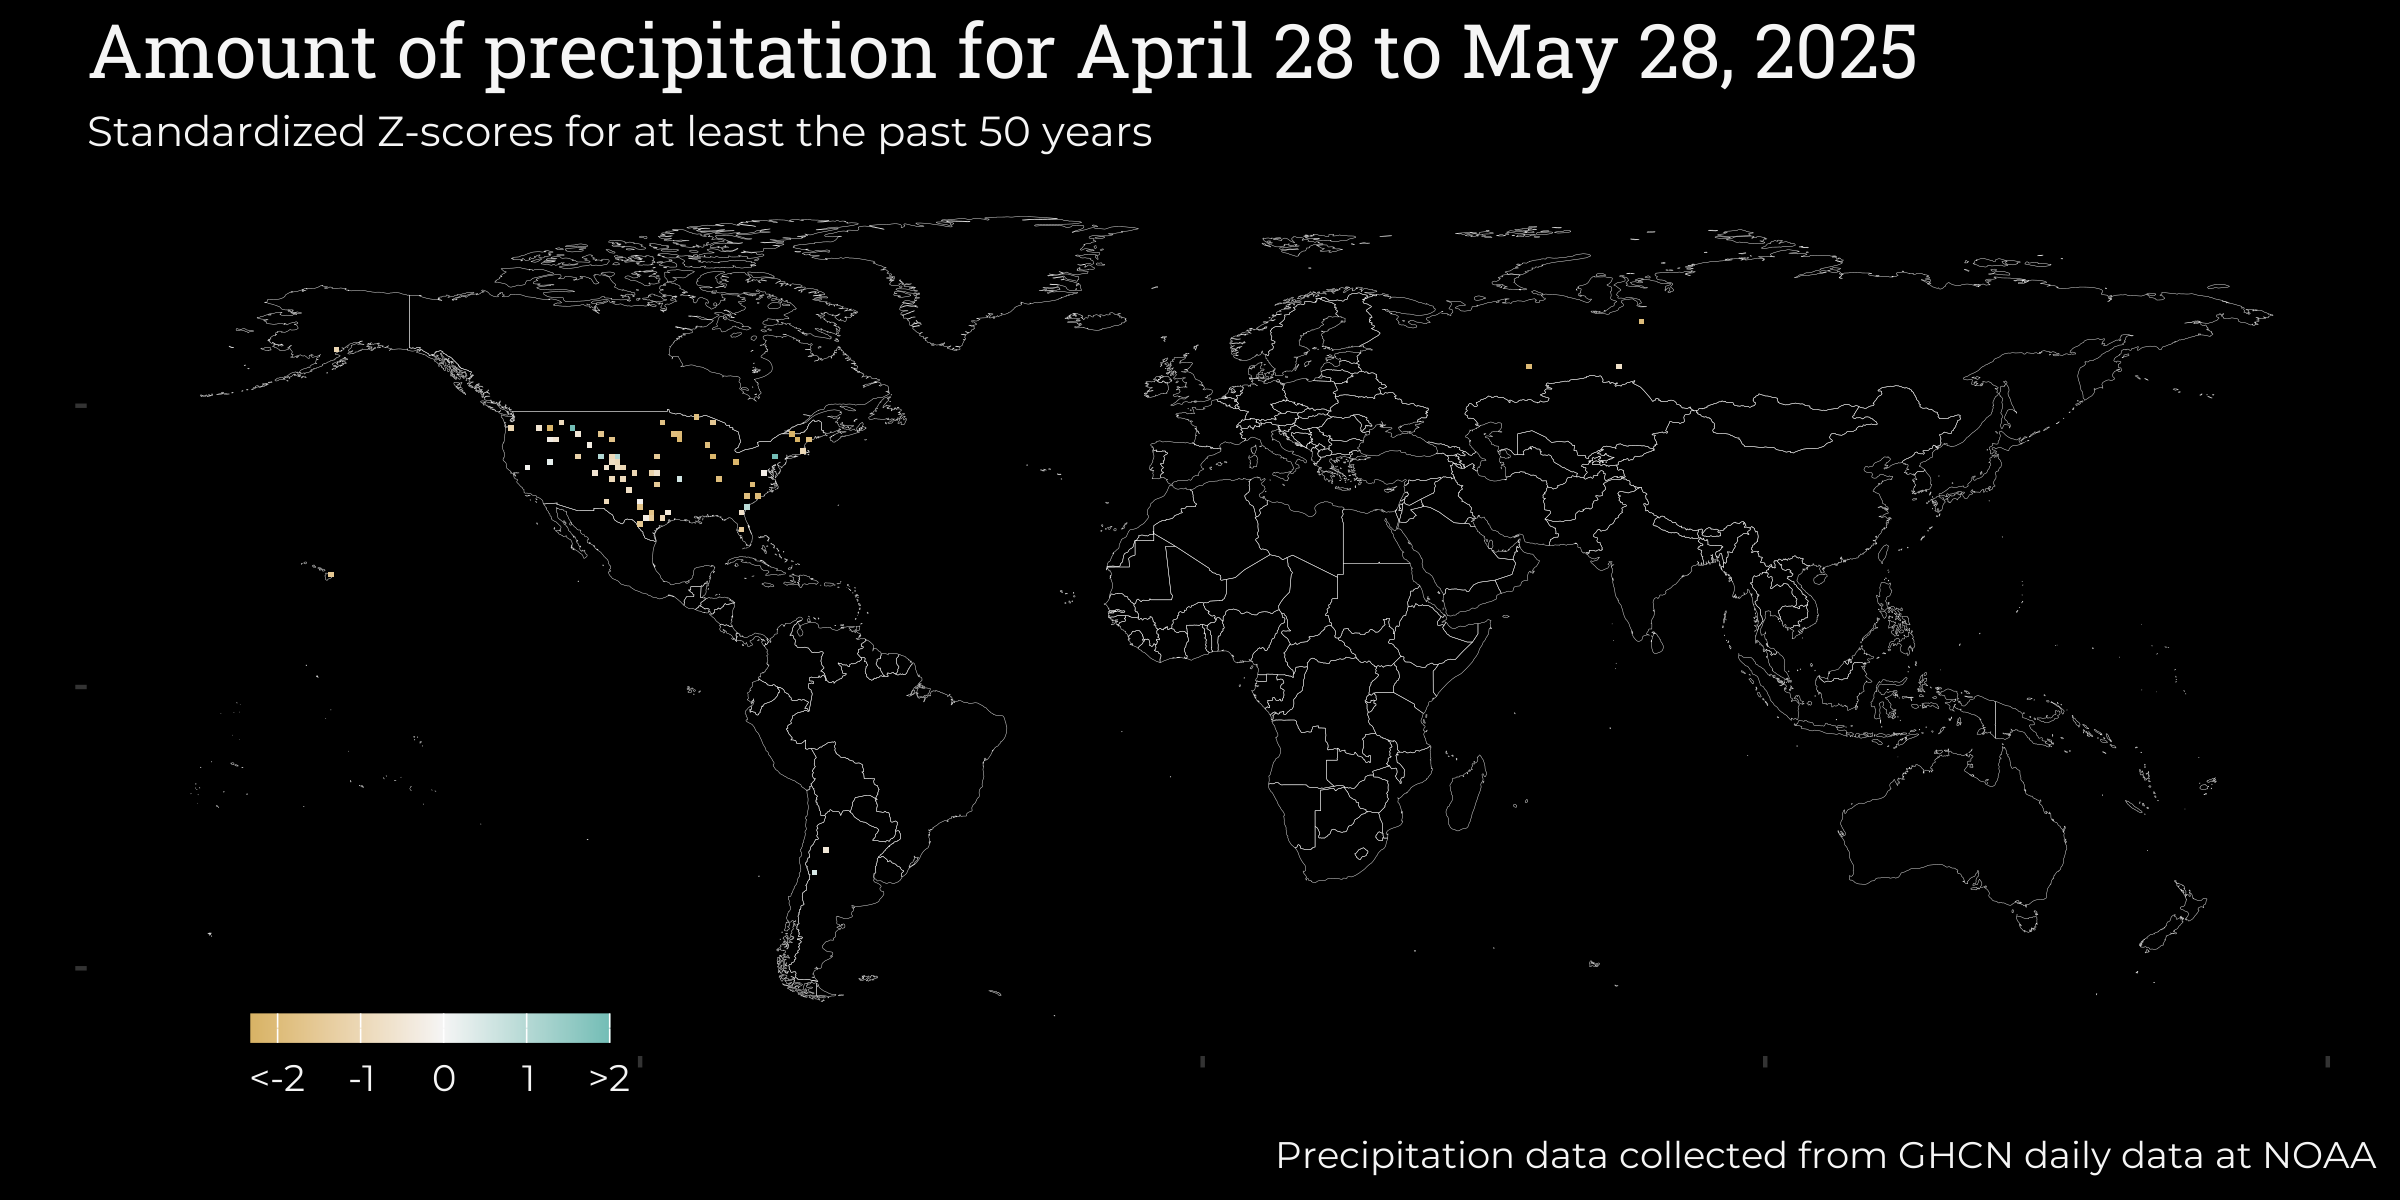 Amount of precipitation for April 28 to May 28, 2025
Standardized Z-scores for at least the past 50 years
<-2 -1 0 1 >2
Precipitation data collected from GHCN daily data at NOAA